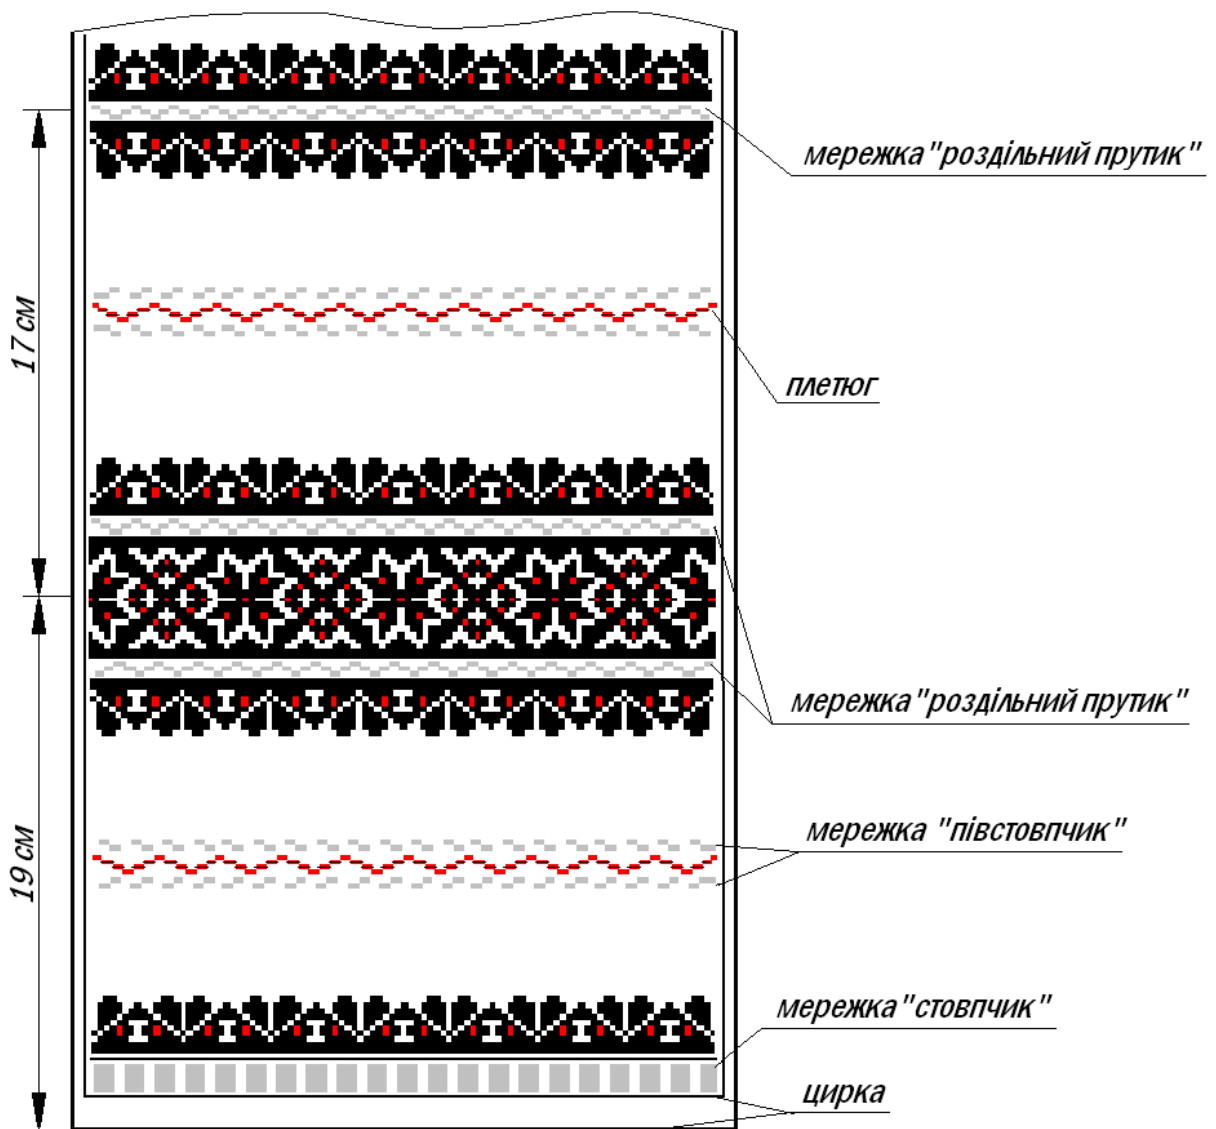 мережка "роздільний прутик"
17 см
плетюг
мережка "роздільний прутик"
мережка "півстовпчик"
19 см
мережка "стовпчик"
цирка